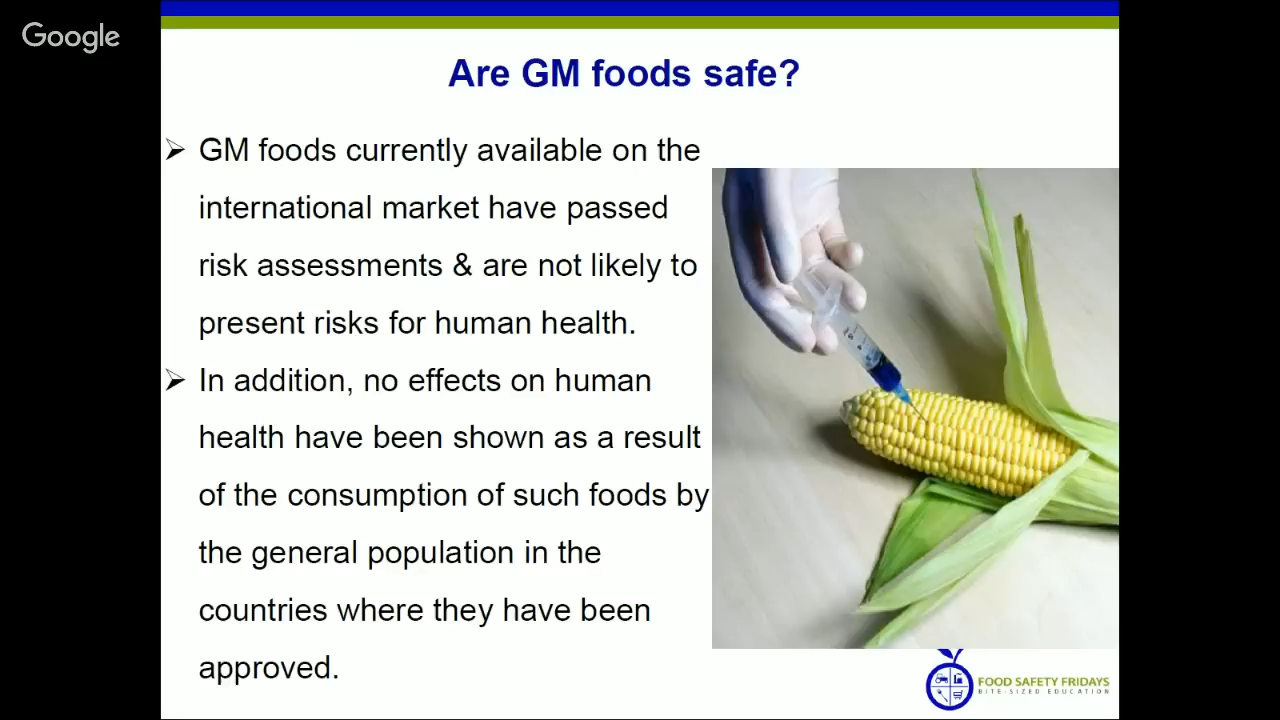 Google
Are GM foods safe?
➢ GM foods currently available on the
international market have passed
risk assessments & are not likely to
present risks for human health.
➢ In addition, no effects on human
health have been shown as a result
of the consumption of such foods by
the general population in the
countries where they have been
approved.
FOOD SAFETY FRIDAYS
BITE-SIZED EDUCATION